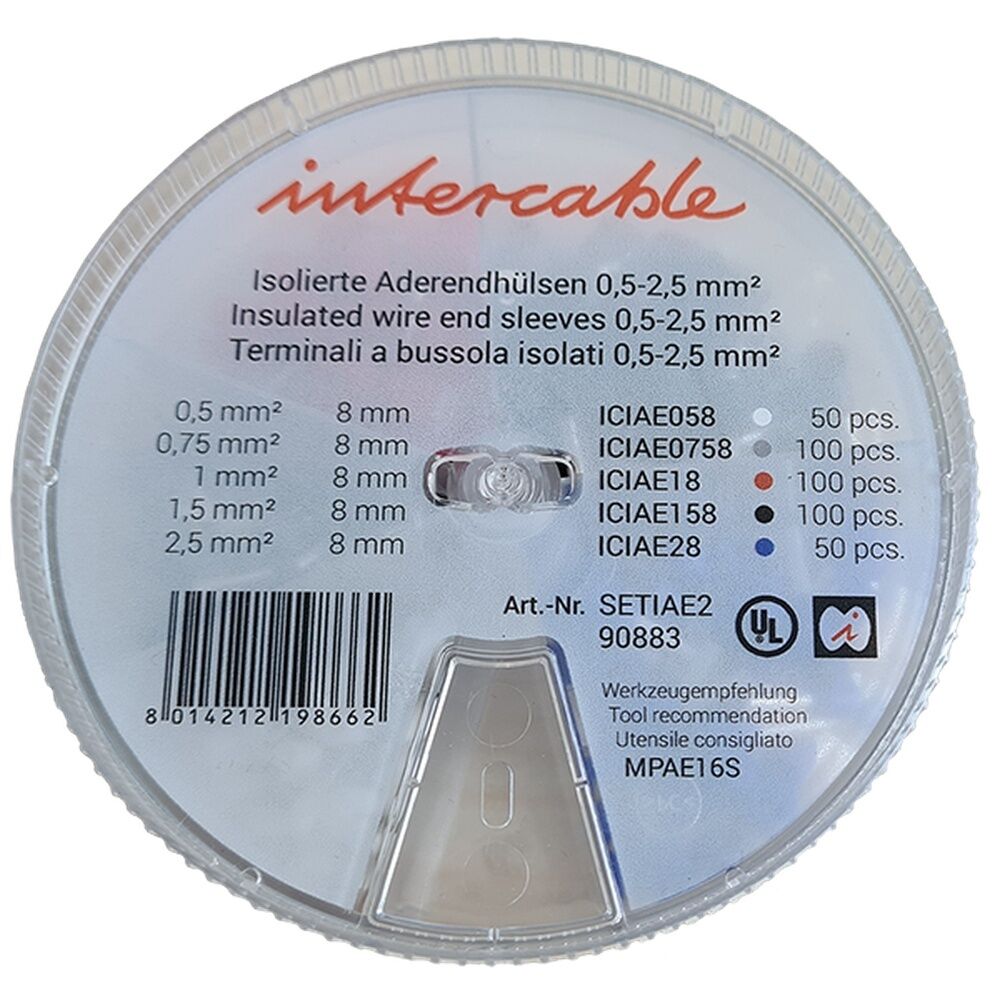 intercable
Isolierte Aderendhülsen 0,5-2,5 mm²
Insulated wire end sleeves 0,5-2,5 mm²
Terminali a bussola isolati 0,5-2,5 mm²
0,5 mm² 8 mm ICIAE058 50 pcs.
0,75 mm² 8 mm ICIAE0758 100 pcs.
1 mm² 8 mm ICIAE18 100 pcs.
1,5 mm² 8 mm ICIAE158 100 pcs.
2,5 mm² 8 mm ICIAE28 50 pcs.
Art.-Nr. SETIAE2
90883
UL
i
8 014212 198662
Werkzeugempfehlung
Tool recommendation
Utensile consigliato
MPAE16S